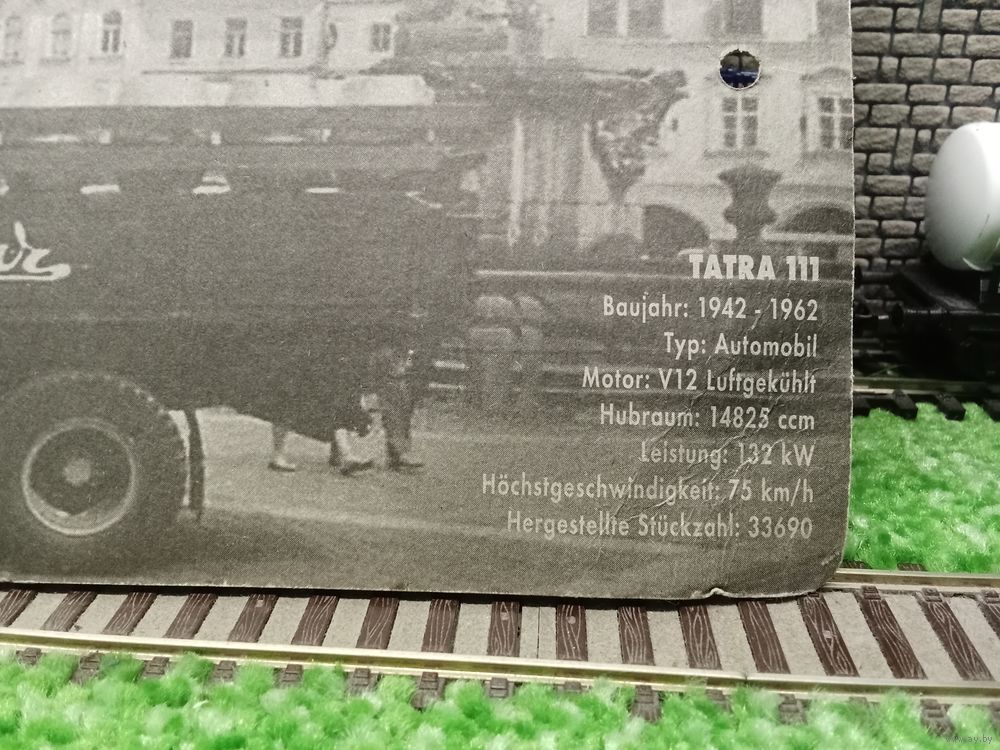 TATRA 111
Baujahr: 1942 - 1962
Typ: Automobil
Motor: V12 Luftgekühlt
Hubraum: 14825 ccm
Leistung: 132 kW
Höchstgeschwindigkeit: 75 km/h
Hergestellte Stückzahl: 33690